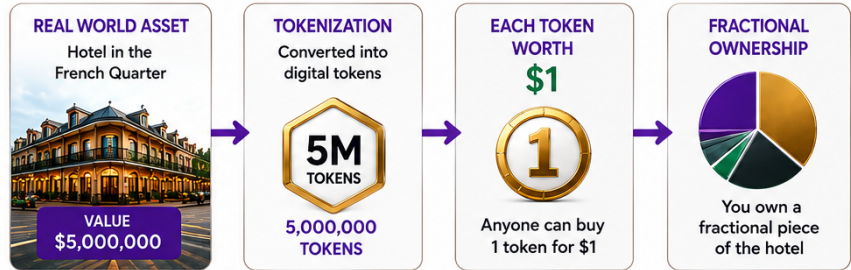 REAL WORLD ASSET
Hotel in the
French Quarter
VALUE
$5,000,000
TOKENIZATION
Converted into
digital tokens
5M
TOKENS
5,000,000
TOKENS
EACH TOKEN
WORTH
$1
1
Anyone can buy
1 token for $1
FRACTIONAL
OWNERSHIP
You own a
fractional piece
of the hotel